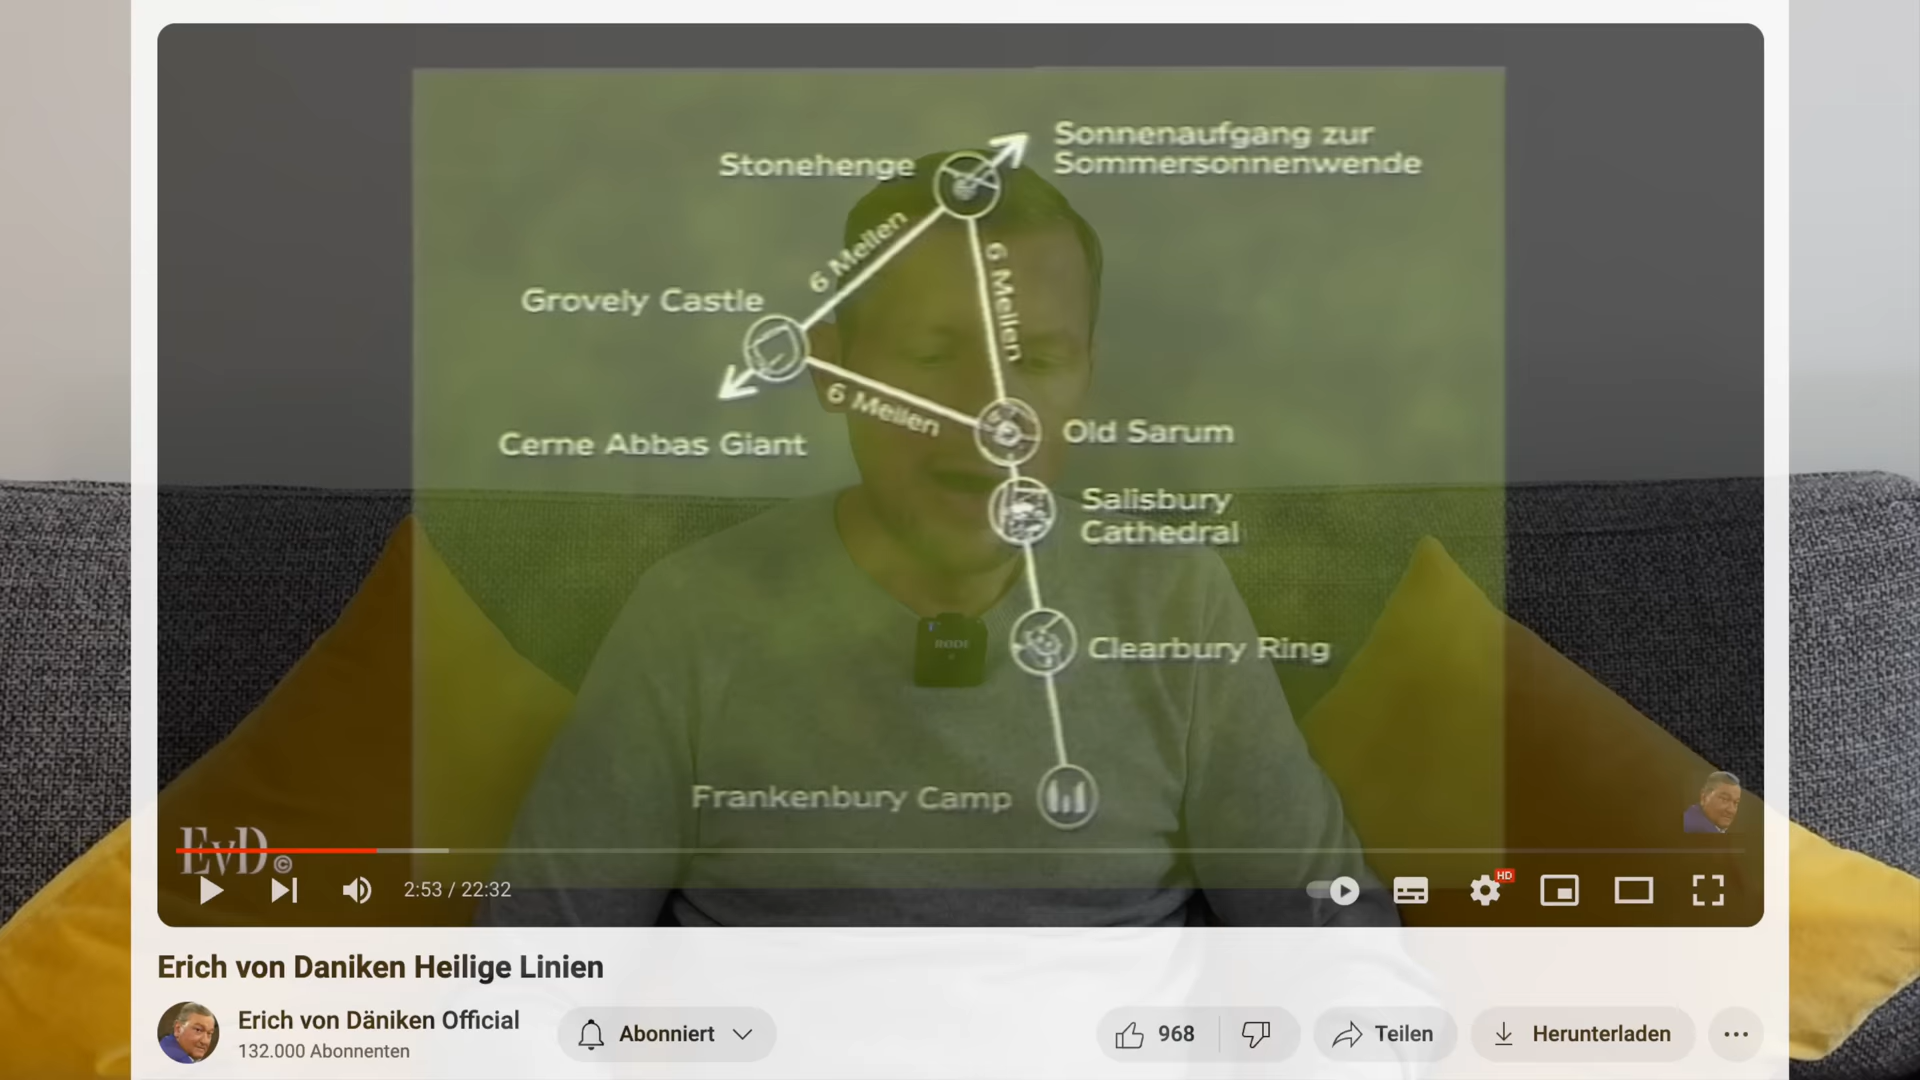 Sonnenaufgang zur
Sommersonnenwende
Stonehenge
6 Meilen
6 Meilen
Grovely Castle
6 Meilen
Cerne Abbas Giant
Old Sarum
Salisbury
Cathedral
Clearbury Ring
RODE
Frankenbury Camp
EvD ©
2:53 / 22:32
HD
Erich von Daniken Heilige Linien
Erich von Däniken Official
132.000 Abonnenten
Abonniert
968
Teilen
Herunterladen